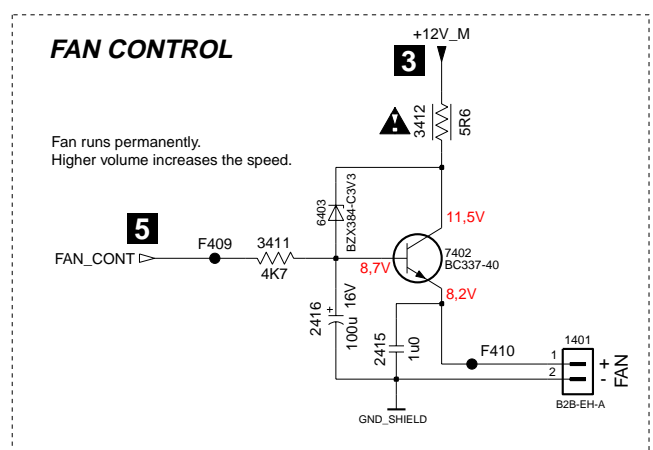 FAN CONTROL
+12V_M
3
3412
5R6
Fan runs permanently.
Higher volume increases the speed.
6403
BZX384-C3V3
11,5V
5
F409
3411
FAN_CONT
4K7
8,7V
7402
BC337-40
8,2V
2416
100u 16V
+
2415
1u0
F410
1401
1
2
+
-
FAN
B2B-EH-A
GND_SHIELD